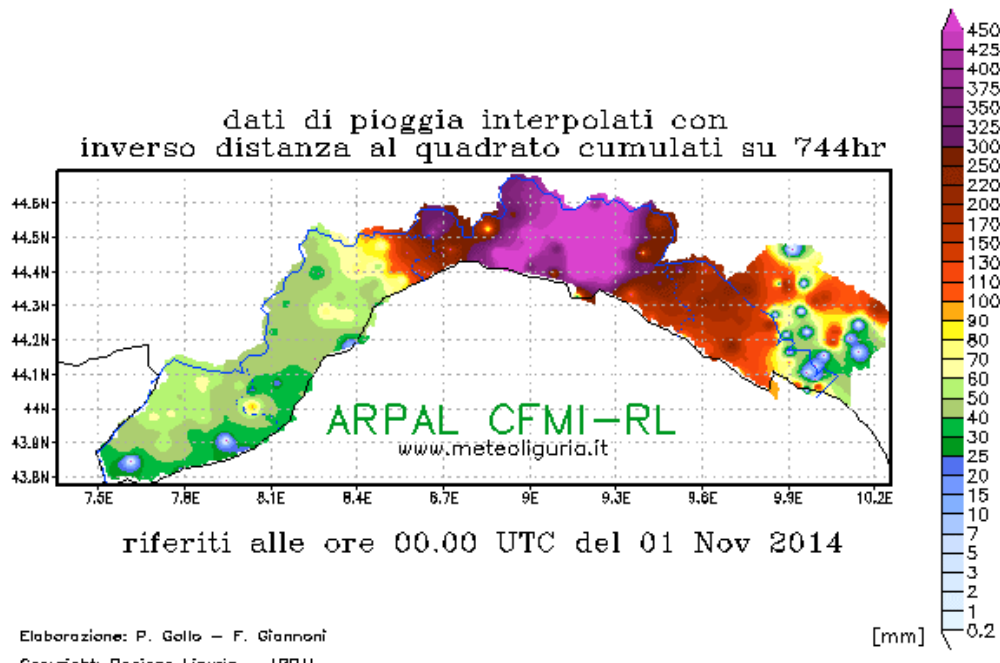 dati di pioggia interpolati con
inverso distanza al quadrato cumulati su 744hr
450
425
400
375
350
325
300
250
220
200
170
150
130
110
100
90
80
70
60
50
40
30
25
20
15
10
7
5
3
2
1
0.2
[mm]
44.6N
44.5N
44.4N
44.3N
44.2N
44.1N
44N
43.9N
43.8N
ARPAL CFMI-RL
www.meteoliguria.it
7.5E 7.8E 8.1E 8.4E 8.7E 9E 9.3E 9.6E 9.9E 10.2E
riferiti alle ore 00.00 UTC del 01 Nov 2014
Elaborazione: P. Gollo - F. Giannoni